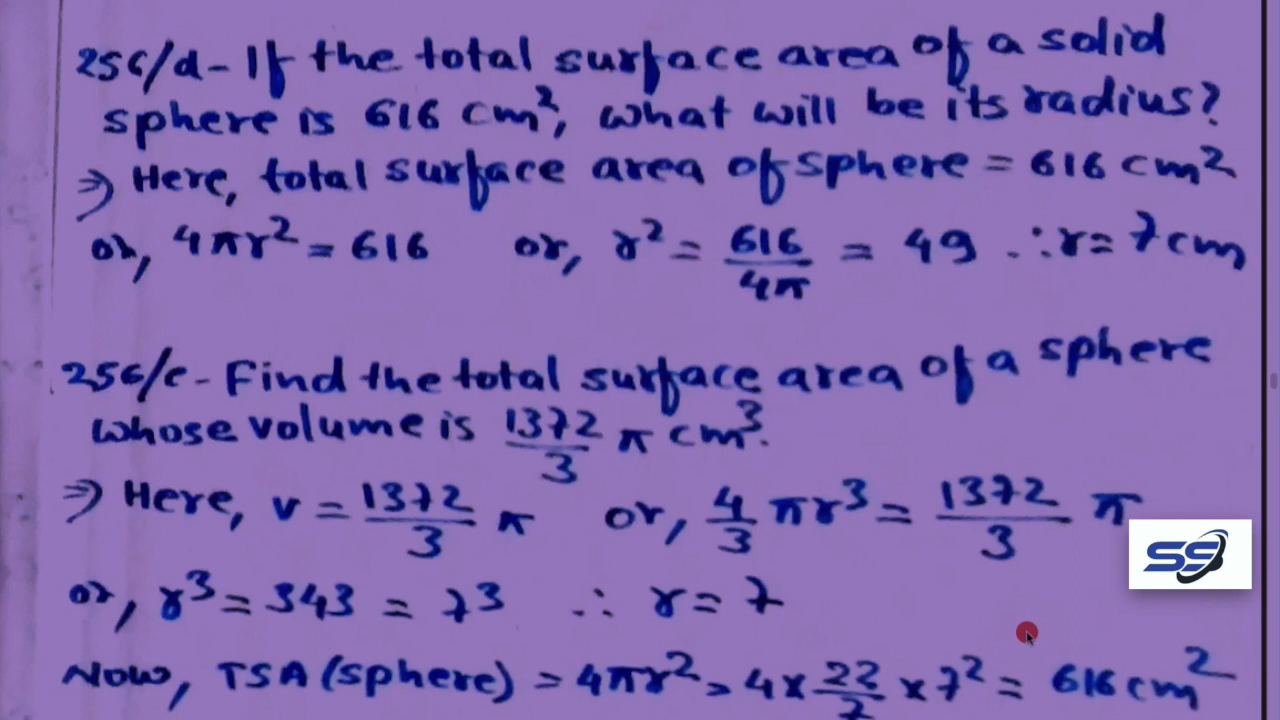 256/d - If the total surface area of a solid
sphere is 616 cm², what will be its radius?
⇒ Here, total surface area of sphere = 616 cm²
or, 4πr² = 616 or, r² = 616/4π = 49 ∴ r = 7cm
256/e - Find the total surface area of a sphere
whose volume is 1372/3 π cm³.
⇒ Here, v = 1372/3 π or, 4/3 πr³ = 1372/3 π
SS
or, r³ = 343 = 7³ ∴ r = 7
Now, TSA (sphere) = 4πr² = 4 × 22/7 × 7² = 616 cm²